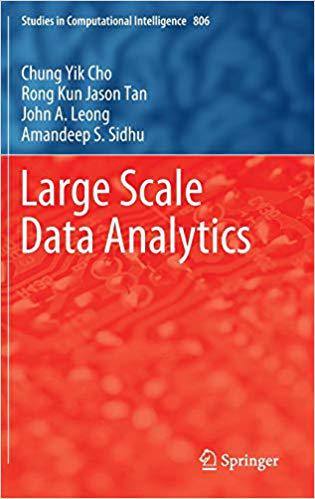 Studies in Computational Intelligence 806
Chung Yik Cho
Rong Kun Jason Tan
John A. Leong
Amandeep S. Sidhu
Large Scale
Data Analytics
Springer